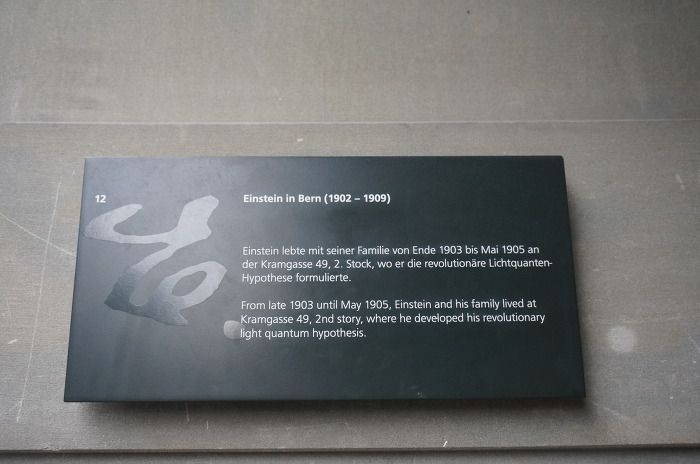 12
Einstein in Bern (1902 – 1909)
Einstein lebte mit seiner Familie von Ende 1903 bis Mai 1905 an
der Kramgasse 49, 2. Stock, wo er die revolutionäre Lichtquanten-
Hypothese formulierte.
From late 1903 until May 1905, Einstein and his family lived at
Kramgasse 49, 2nd story, where he developed his revolutionary
light quantum hypothesis.